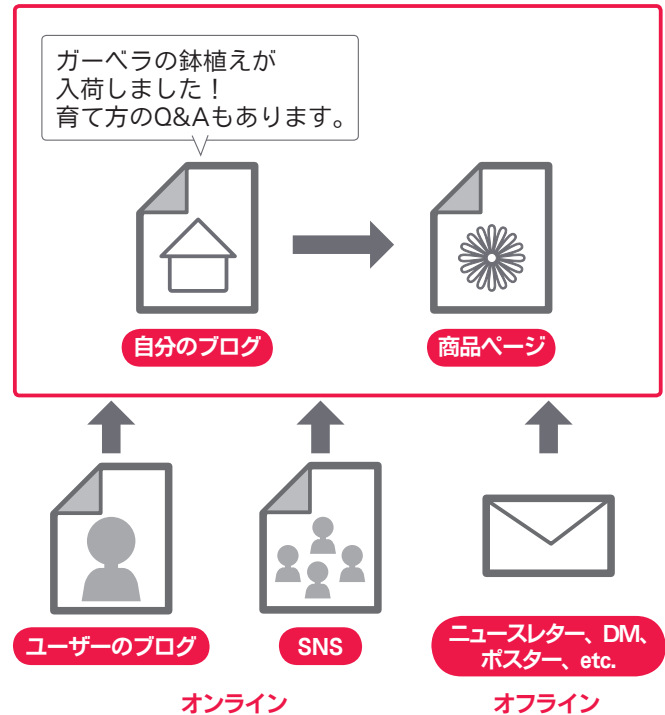 ガーベラの鉢植えが
入荷しました！
育て方のQ&Aもあります。
自分のブログ
商品ページ
ユーザーのブログ
SNS
ニュースレター、DM、
ポスター、etc.
オンライン
オフライン